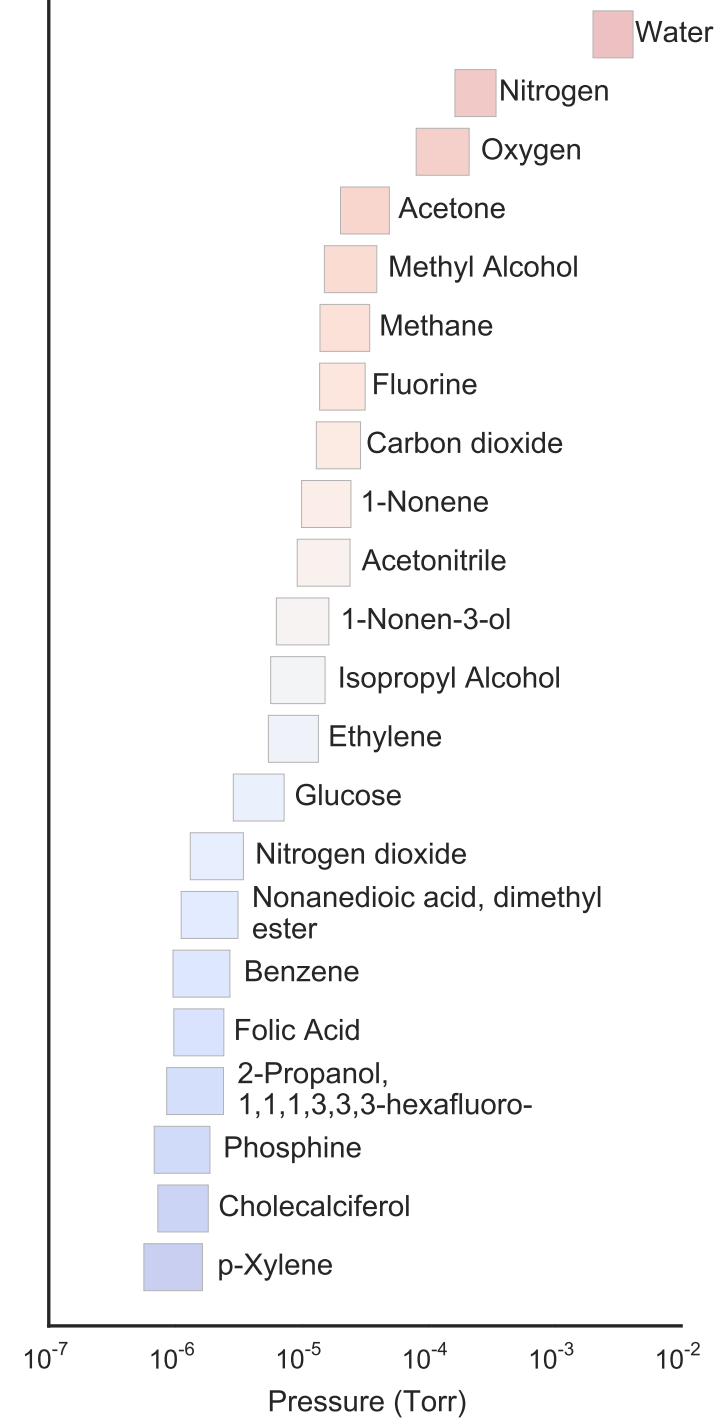 Water
Nitrogen
Oxygen
Acetone
Methyl Alcohol
Methane
Fluorine
Carbon dioxide
1-Nonene
Acetonitrile
1-Nonen-3-ol
Isopropyl Alcohol
Ethylene
Glucose
Nitrogen dioxide
Nonanedioic acid, dimethyl
ester
Benzene
Folic Acid
2-Propanol,
1,1,1,3,3,3-hexafluoro-
Phosphine
Cholecalciferol
p-Xylene
10⁻⁷ 10⁻⁶ 10⁻⁵ 10⁻⁴ 10⁻³ 10⁻²
Pressure (Torr)